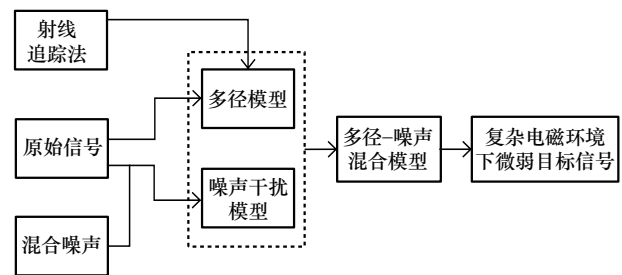 射线
追踪法
多径模型
原始信号
多径–噪声
混合模型
复杂电磁环境
下微弱目标信号
噪声干扰
模型
混合噪声